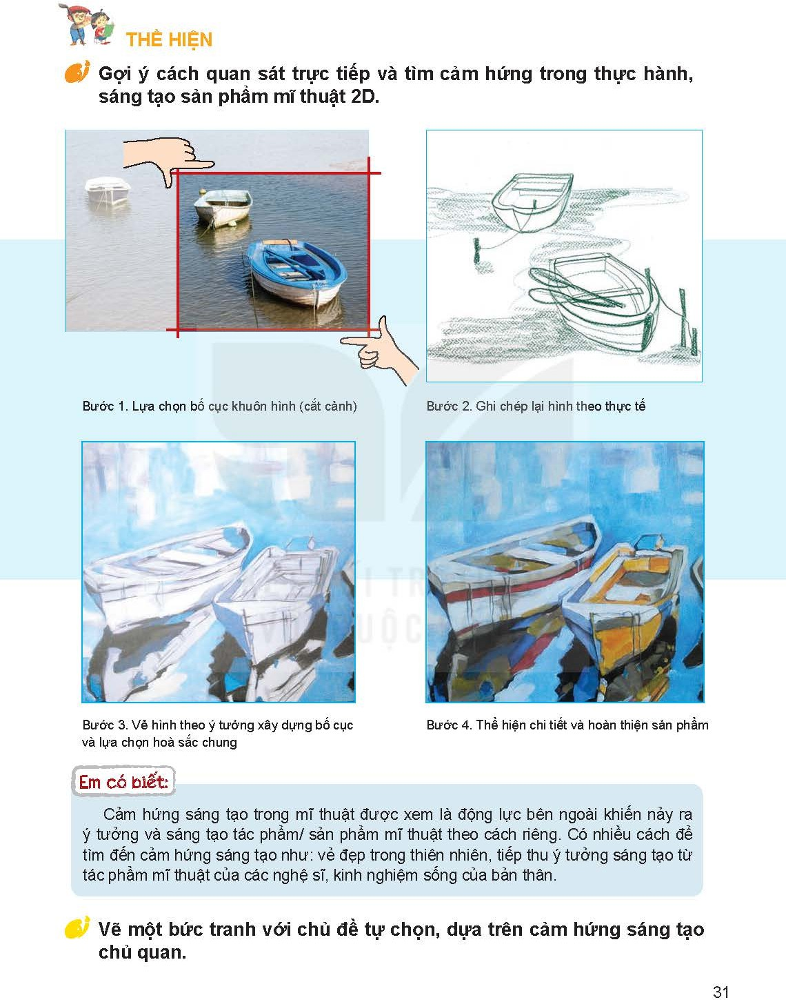 THỂ HIỆN
Gợi ý cách quan sát trực tiếp và tìm cảm hứng trong thực hành,
sáng tạo sản phẩm mĩ thuật 2D.
Bước 1. Lựa chọn bố cục khuôn hình (cắt cảnh)
Bước 2. Ghi chép lại hình theo thực tế
Bước 3. Vẽ hình theo ý tưởng xây dựng bố cục
và lựa chọn hoà sắc chung
Bước 4. Thể hiện chi tiết và hoàn thiện sản phẩm
Em có biết:
Cảm hứng sáng tạo trong mĩ thuật được xem là động lực bên ngoài khiến nảy ra
ý tưởng và sáng tạo tác phẩm/ sản phẩm mĩ thuật theo cách riêng. Có nhiều cách để
tìm đến cảm hứng sáng tạo như: vẻ đẹp trong thiên nhiên, tiếp thu ý tưởng sáng tạo từ
tác phẩm mĩ thuật của các nghệ sĩ, kinh nghiệm sống của bản thân.
Vẽ một bức tranh với chủ đề tự chọn, dựa trên cảm hứng sáng tạo
chủ quan.
31